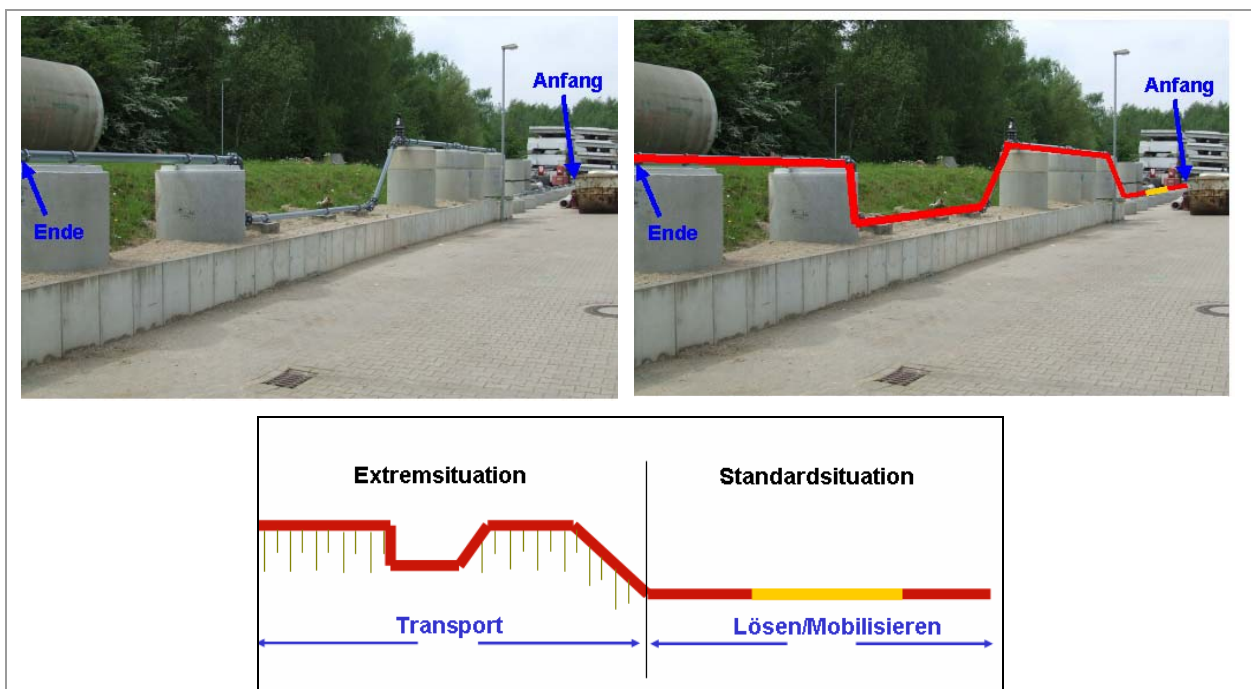 Anfang
Ende
Anfang
Ende
Extremsituation
Standardsituation
Transport
Lösen/Mobilisieren